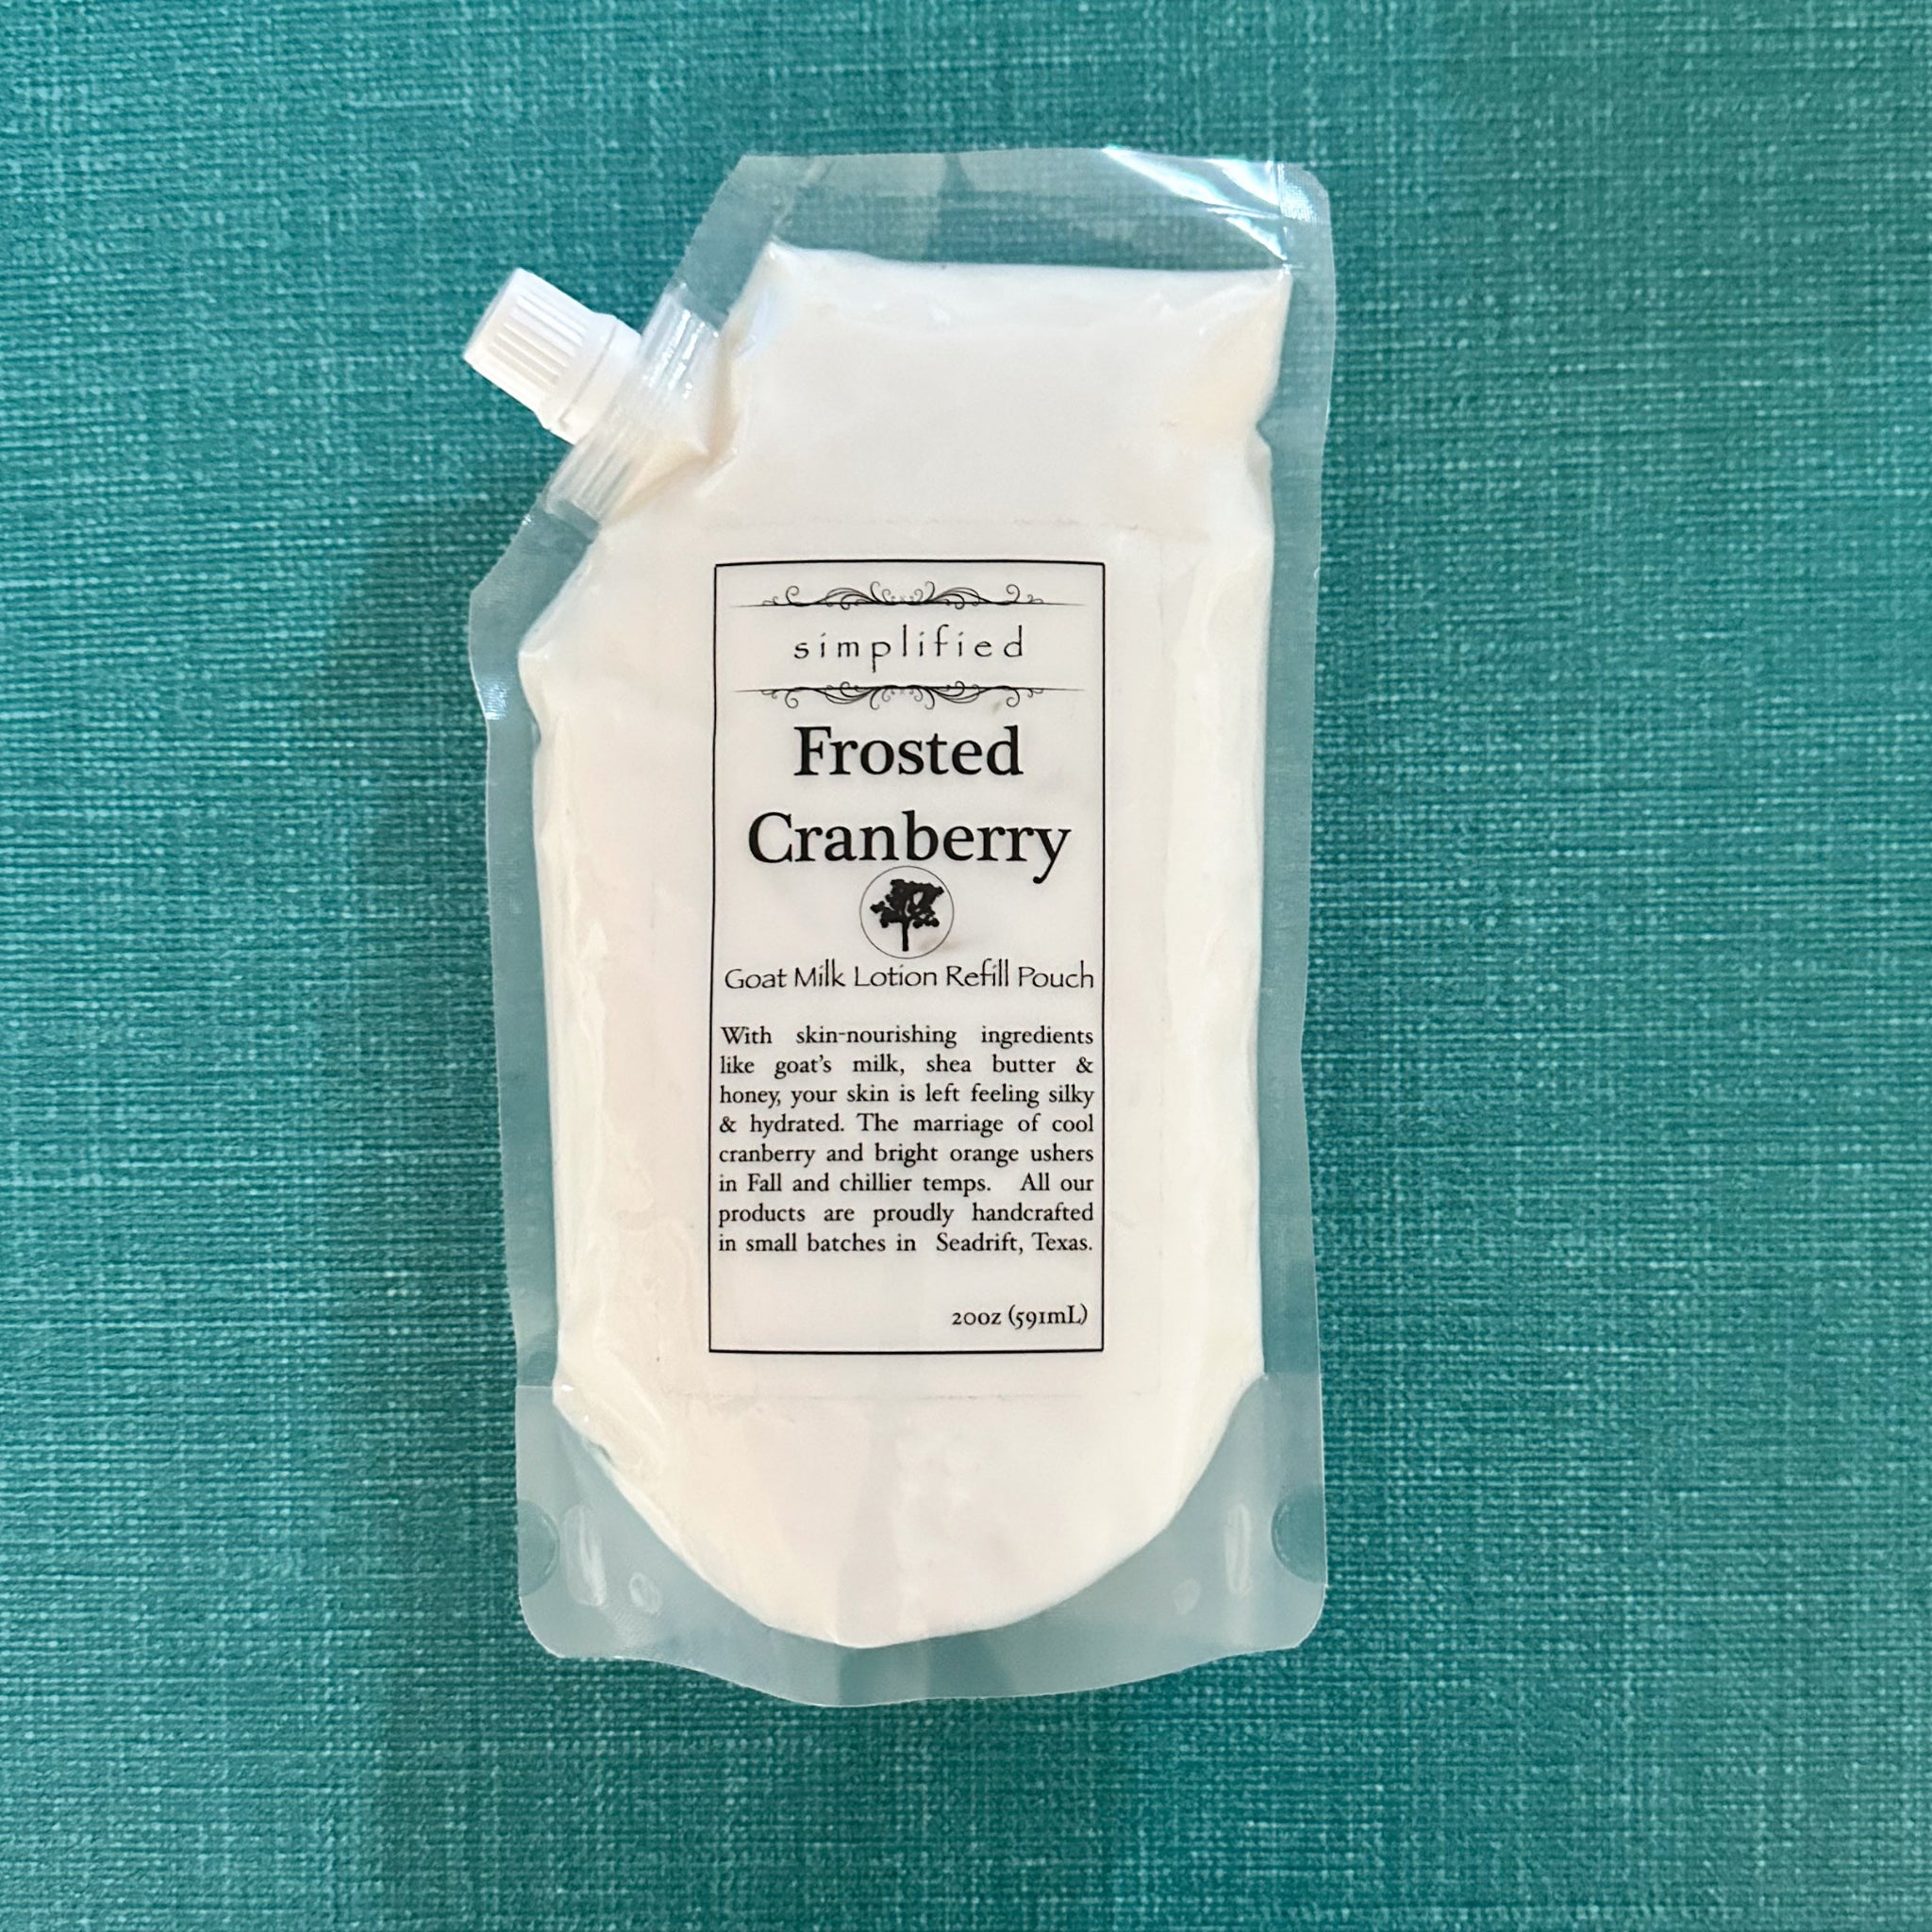 simplified
Frosted
Cranberry
Goat Milk Lotion Refill Pouch
With skin-nourishing ingredients
like goat's milk, shea butter &
honey, your skin is left feeling silky
& hydrated. The marriage of cool
cranberry and bright orange ushers
in Fall and chillier temps. All our
products are proudly handcrafted
in small batches in Seadrift, Texas.
20oz (591mL)